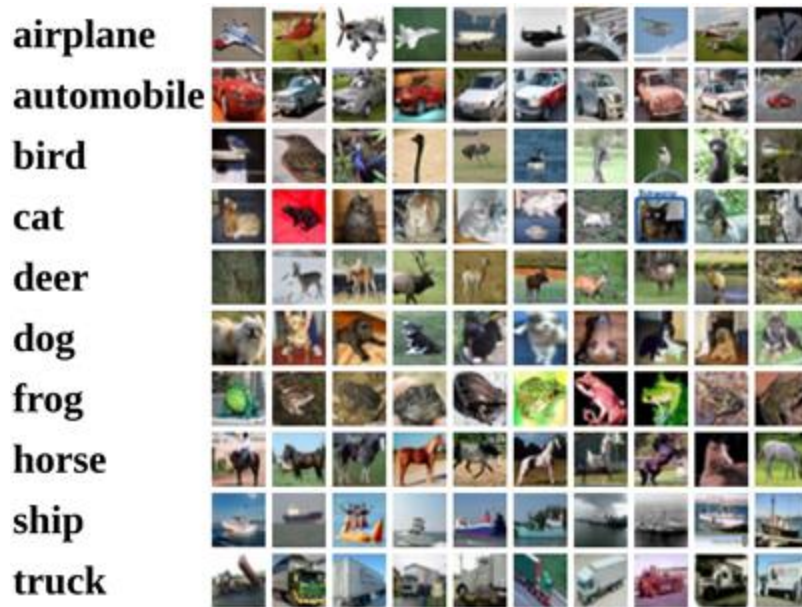 airplane
automobile
bird
cat
deer
dog
frog
horse
ship
truck